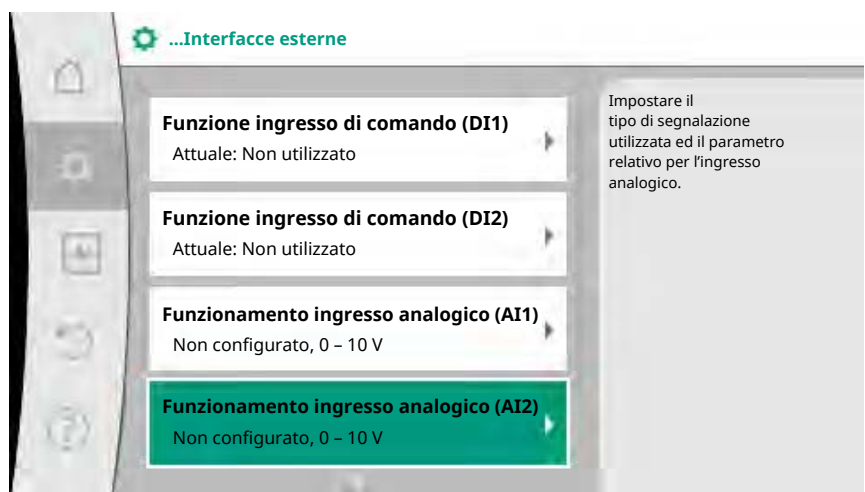 ...Interfacce esterne
Funzione ingresso di comando (DI1)
Attuale: Non utilizzato
Funzione ingresso di comando (DI2)
Attuale: Non utilizzato
Funzionamento ingresso analogico (AI1)
Non configurato, 0 – 10 V
Funzionamento ingresso analogico (AI2)
Non configurato, 0 – 10 V
Impostare il
tipo di segnalazione
utilizzata ed il parametro
relativo per l’ingresso
analogico.